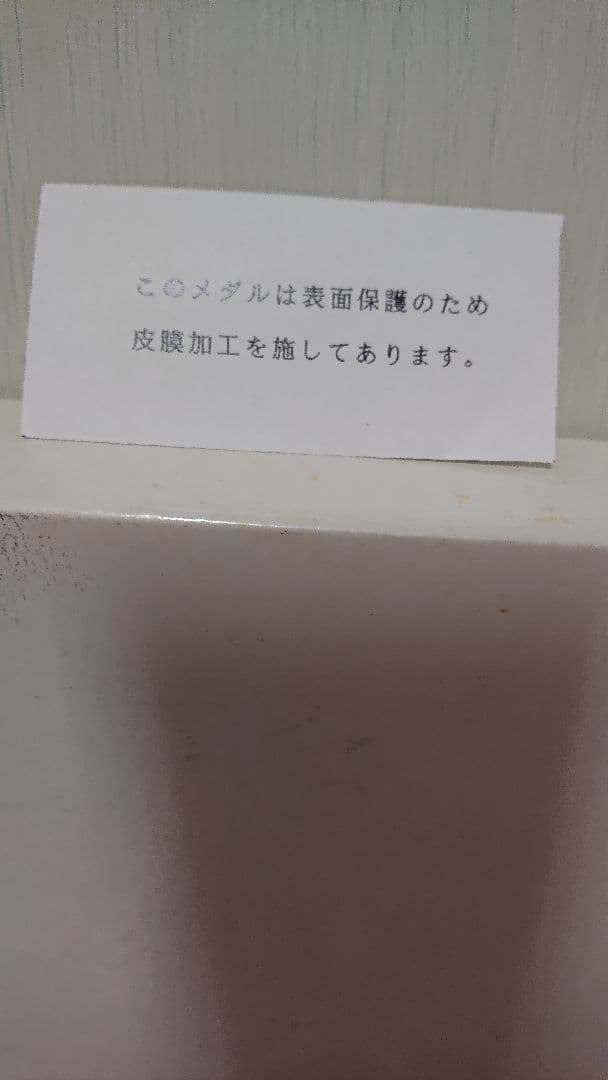 このメダルは表面保護のため
皮膜加工を施してあります。